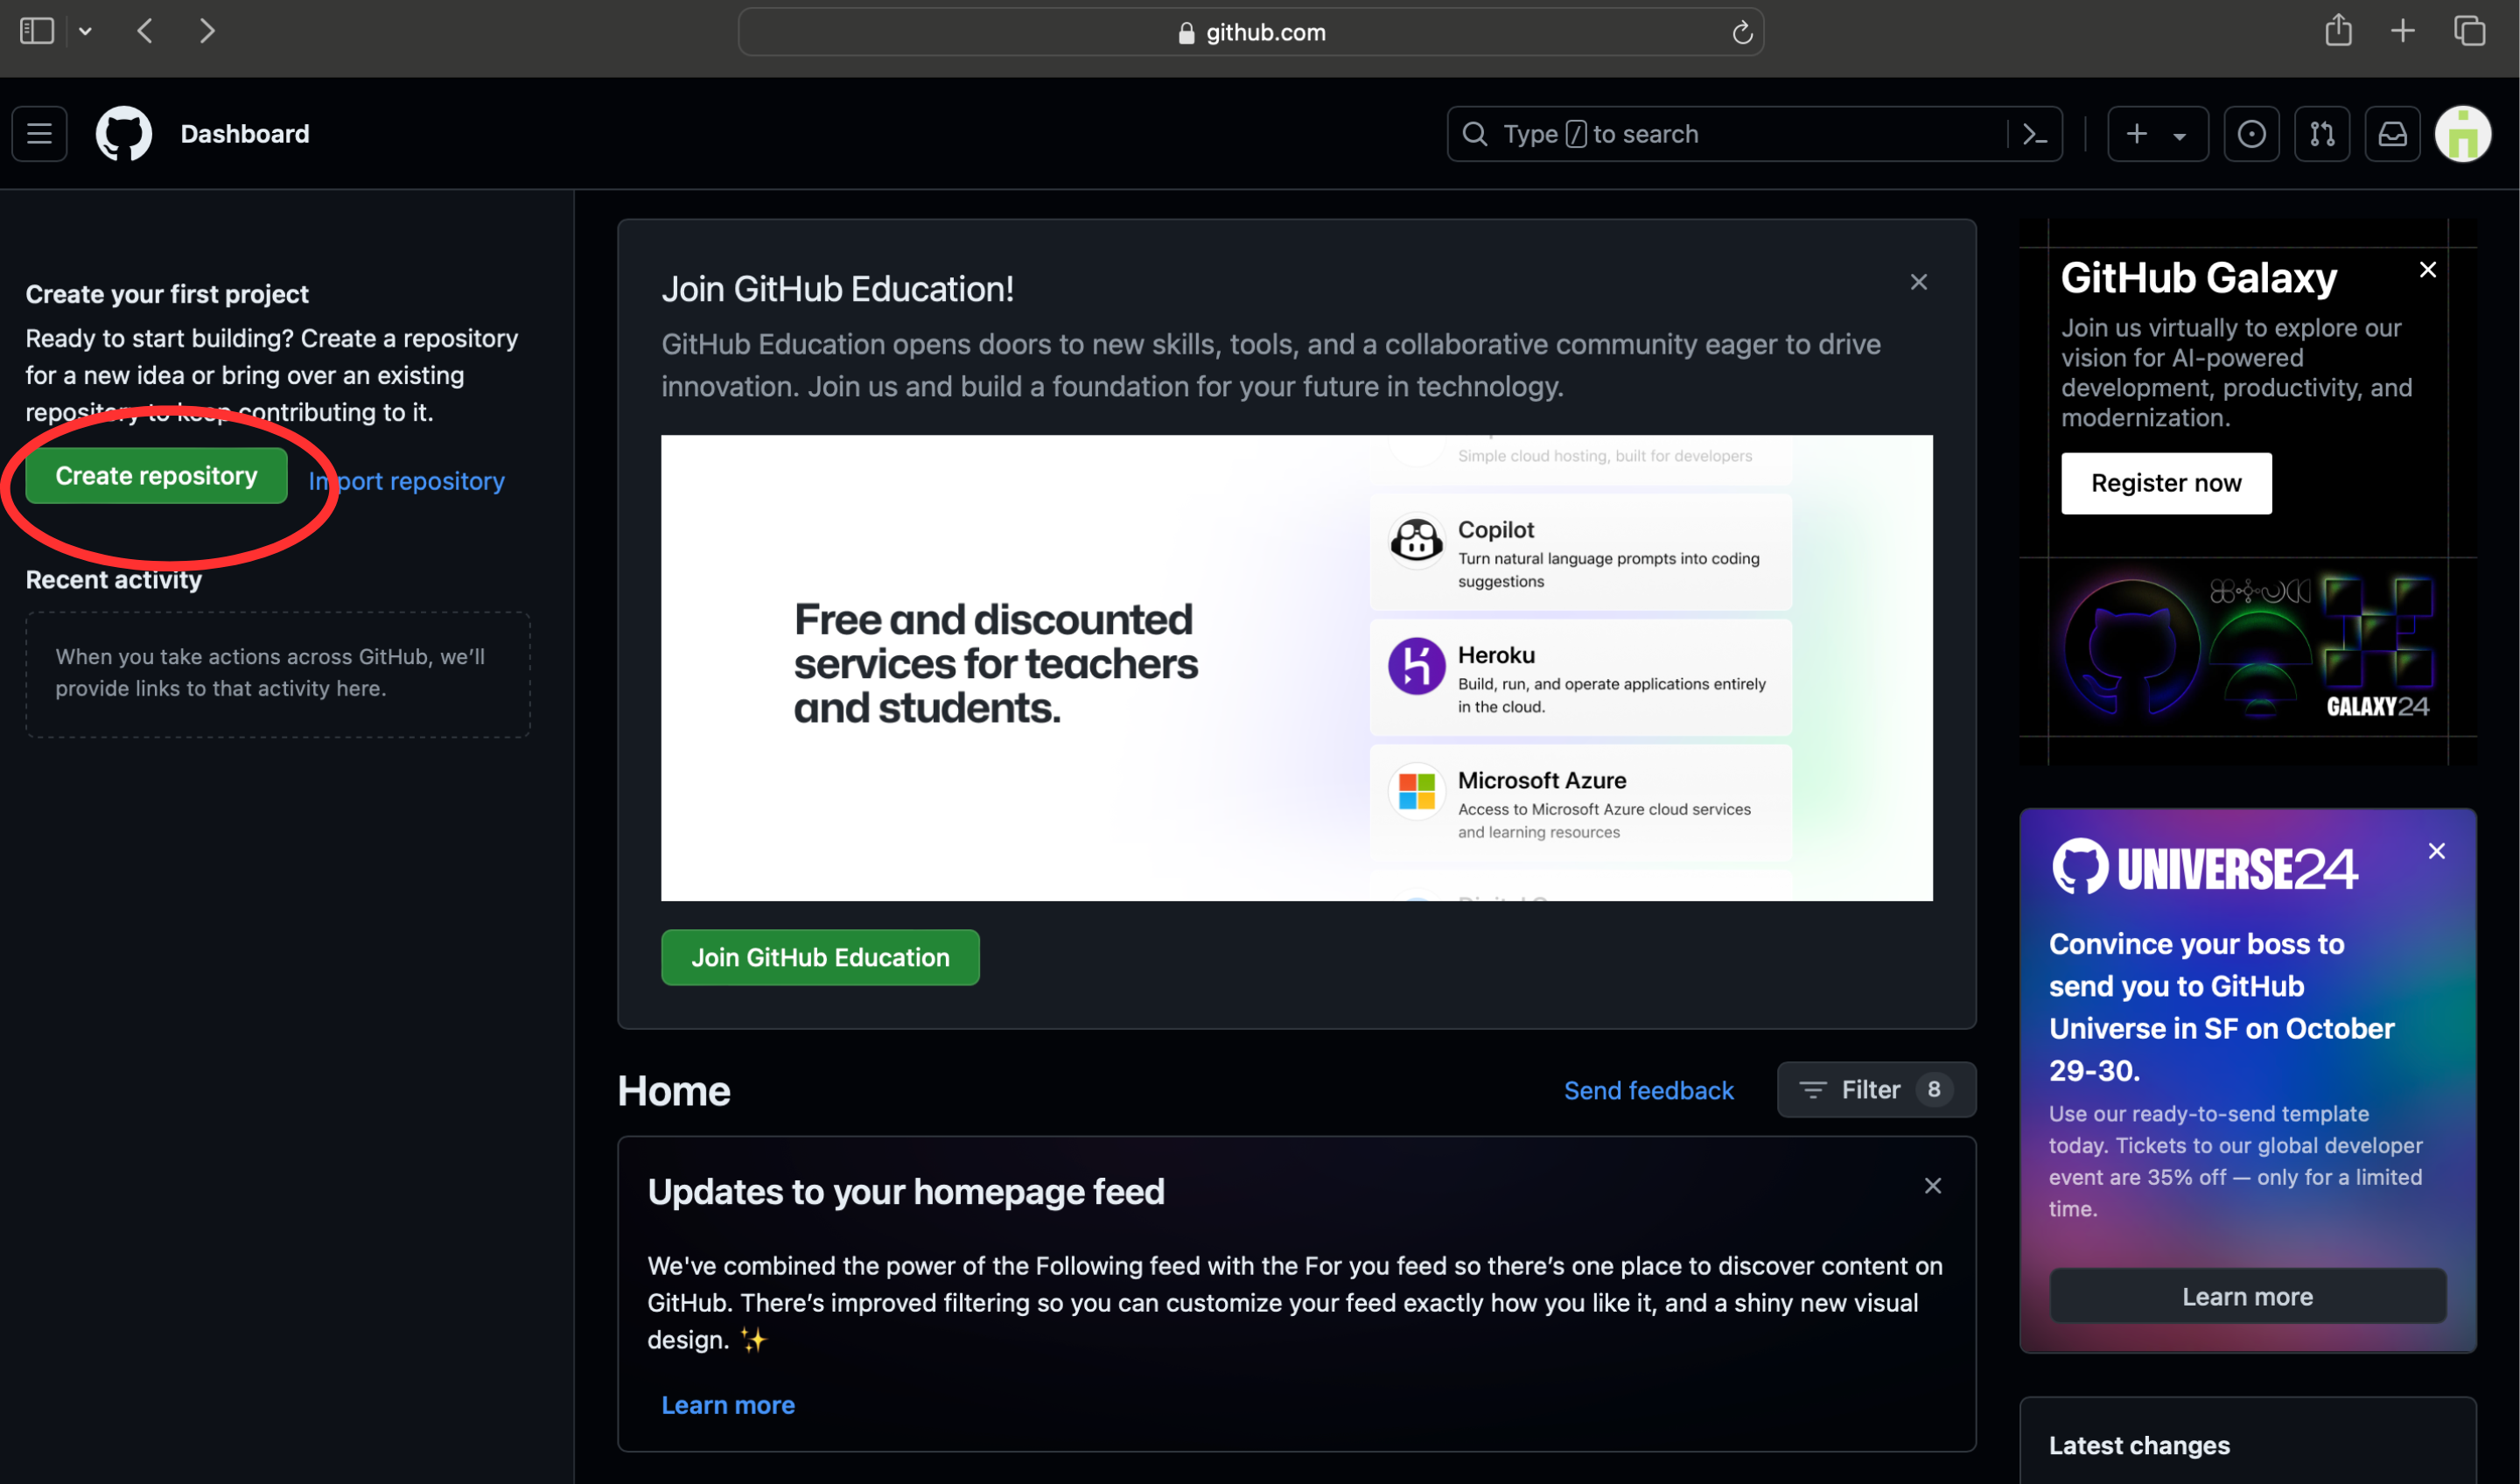 github.com
Dashboard
Type / to search
Create your first project
Ready to start building? Create a repository
for a new idea or bring over an existing
repository to keep contributing to it.
Create repository
Import repository
Recent activity
When you take actions across GitHub, we’ll
provide links to that activity here.
Join GitHub Education!
GitHub Education opens doors to new skills, tools, and a collaborative community eager to drive
innovation. Join us and build a foundation for your future in technology.
Free and discounted
services for teachers
and students.
Simple cloud hosting, built for developers
Copilot
Turn natural language prompts into coding
suggestions
Heroku
Build, run, and operate applications entirely
in the cloud.
Microsoft Azure
Access to Microsoft Azure cloud services
and learning resources
Join GitHub Education
Home
Send feedback
Filter 8
Updates to your homepage feed
We've combined the power of the Following feed with the For you feed so there’s one place to discover content on
GitHub. There’s improved filtering so you can customize your feed exactly how you like it, and a shiny new visual
design. ✨
Learn more
GitHub Galaxy
Join us virtually to explore our
vision for AI-powered
development, productivity, and
modernization.
Register now
GALAXY24
UNIVERSE24
Convince your boss to
send you to GitHub
Universe in SF on October
29-30.
Use our ready-to-send template
today. Tickets to our global developer
event are 35% off — only for a limited
time.
Learn more
Latest changes